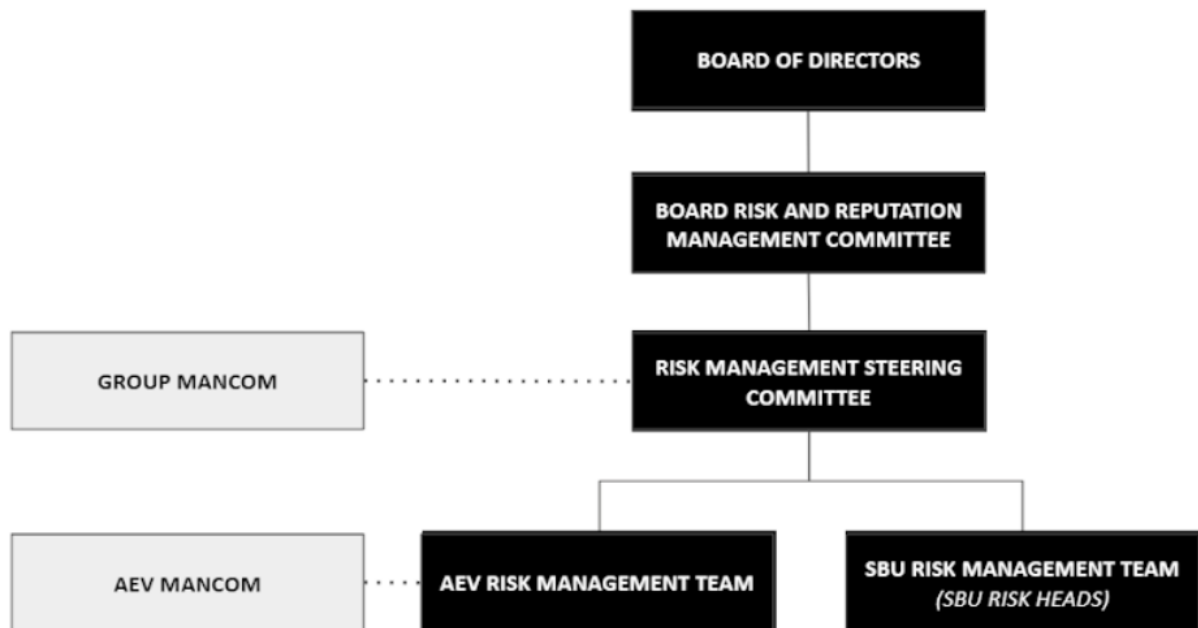 BOARD OF DIRECTORS
BOARD RISK AND REPUTATION
MANAGEMENT COMMITTEE
GROUP MANCOM
RISK MANAGEMENT STEERING
COMMITTEE
AEV MANCOM
AEV RISK MANAGEMENT TEAM
SBU RISK MANAGEMENT TEAM
(SBU RISK HEADS)